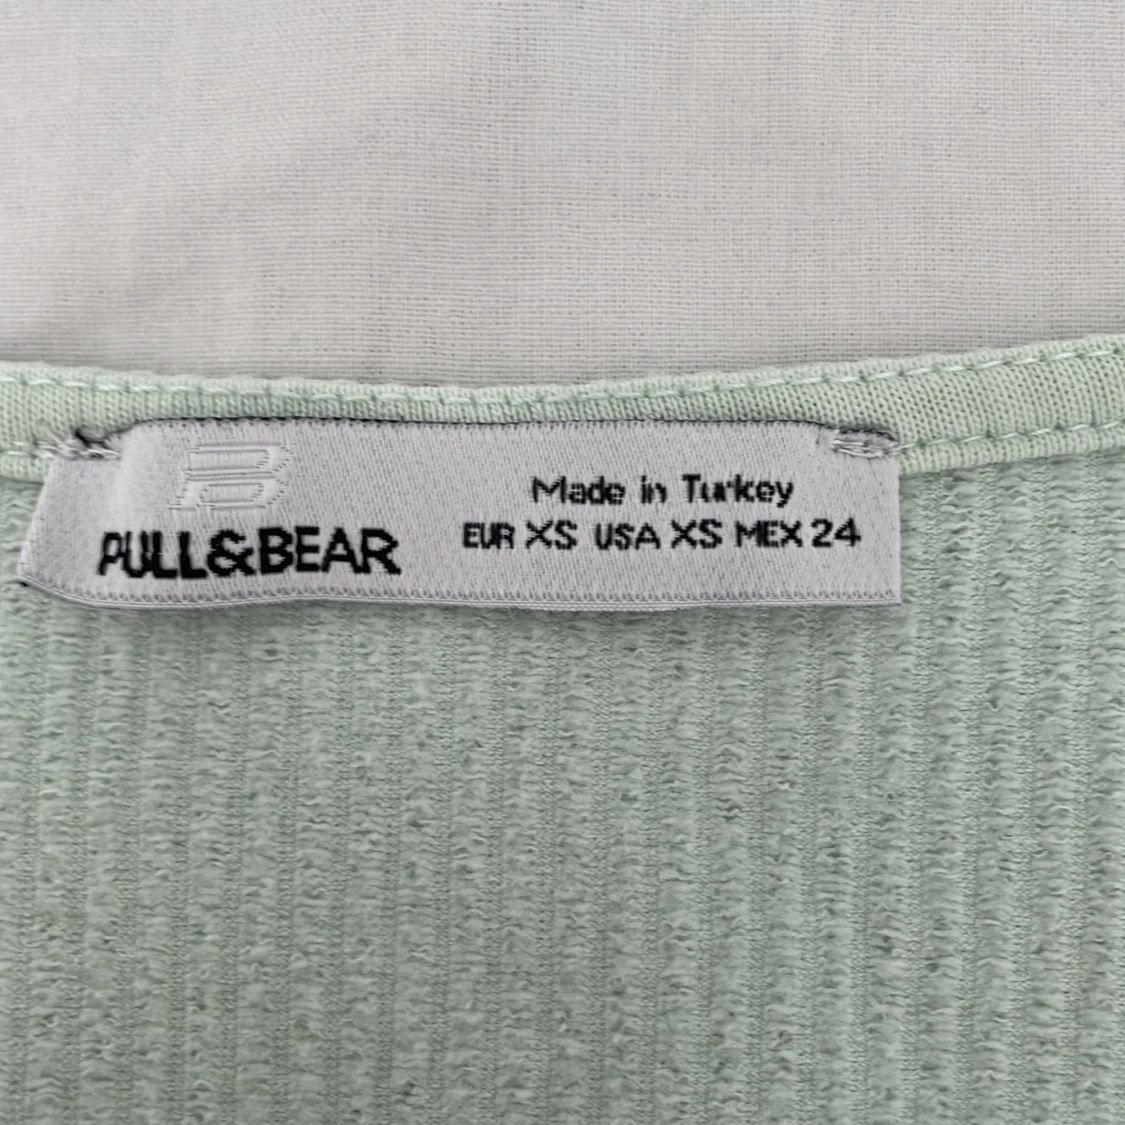 PULL&BEAR
Made in Turkey
EUR XS USA XS MEX 24